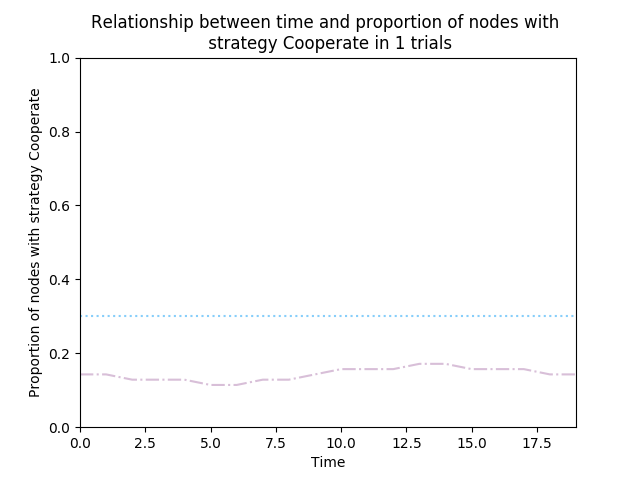 Relationship between time and proportion of nodes with
strategy Cooperate in 1 trials
Proportion of nodes with strategy Cooperate
1.0
0.8
0.6
0.4
0.2
0.0
0.0 2.5 5.0 7.5 10.0 12.5 15.0 17.5
Time